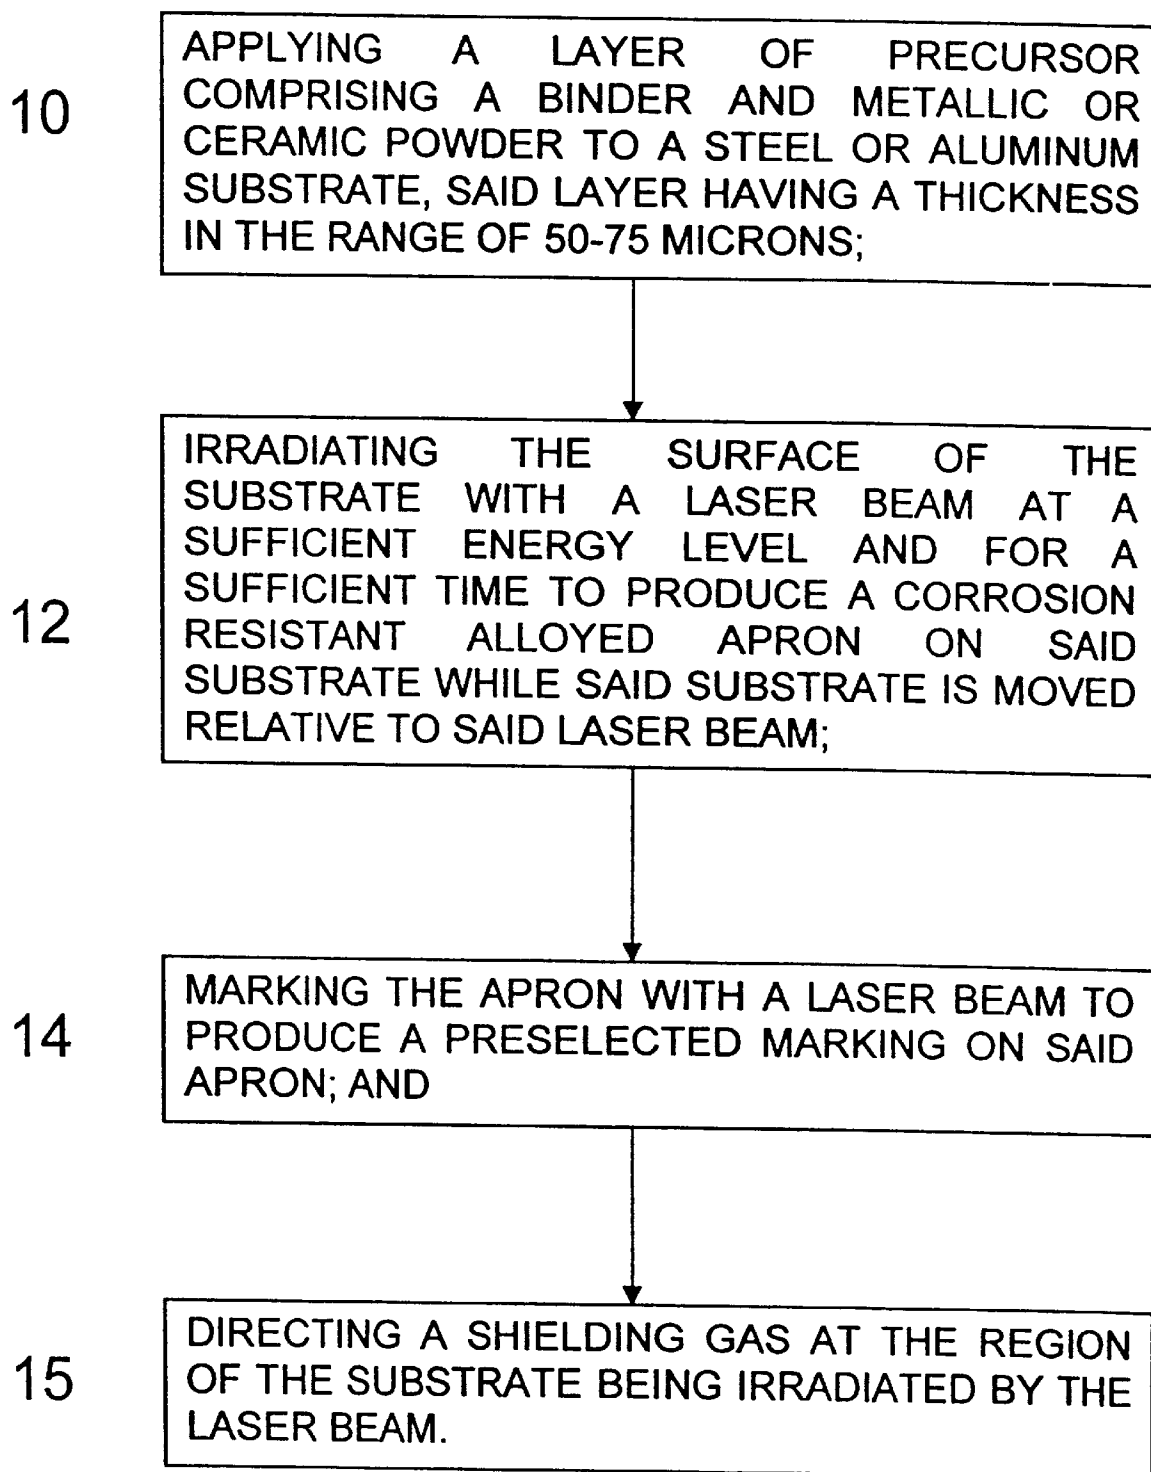 10
APPLYING A LAYER OF PRECURSOR
COMPRISING A BINDER AND METALLIC OR
CERAMIC POWDER TO A STEEL OR ALUMINUM
SUBSTRATE, SAID LAYER HAVING A THICKNESS
IN THE RANGE OF 50-75 MICRONS;
12
IRRADIATING THE SURFACE OF THE
SUBSTRATE WITH A LASER BEAM AT A
SUFFICIENT ENERGY LEVEL AND FOR A
SUFFICIENT TIME TO PRODUCE A CORROSION
RESISTANT ALLOYED APRON ON SAID
SUBSTRATE WHILE SAID SUBSTRATE IS MOVED
RELATIVE TO SAID LASER BEAM;
14
MARKING THE APRON WITH A LASER BEAM TO
PRODUCE A PRESELECTED MARKING ON SAID
APRON; AND
15
DIRECTING A SHIELDING GAS AT THE REGION
OF THE SUBSTRATE BEING IRRADIATED BY THE
LASER BEAM.